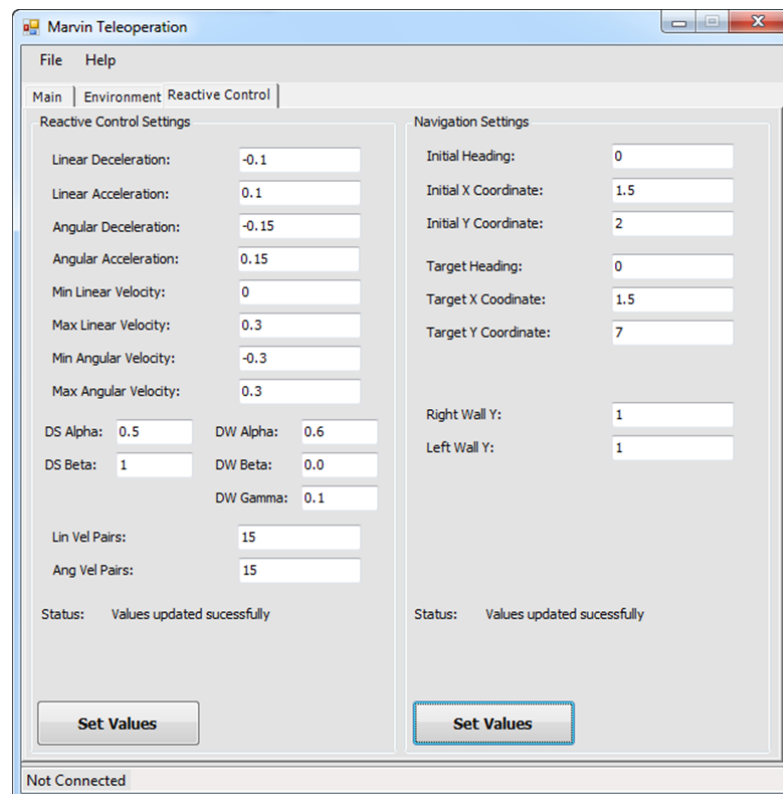 Marvin Teleoperation
File Help
Main Environment Reactive Control
Reactive Control Settings
Linear Deceleration: -0.1
Linear Acceleration: 0.1
Angular Deceleration: -0.15
Angular Acceleration: 0.15
Min Linear Velocity: 0
Max Linear Velocity: 0.3
Min Angular Velocity: -0.3
Max Angular Velocity: 0.3
DS Alpha: 0.5 DW Alpha: 0.6
DS Beta: 1 DW Beta: 0.0
DW Gamma: 0.1
Lin Vel Pairs: 15
Ang Vel Pairs: 15
Status: Values updated sucessfully
Set Values
Navigation Settings
Initial Heading: 0
Initial X Coordinate: 1.5
Initial Y Coordinate: 2
Target Heading: 0
Target X Coodinate: 1.5
Target Y Coordinate: 7
Right Wall Y: 1
Left Wall Y: 1
Status: Values updated sucessfully
Set Values
Not Connected